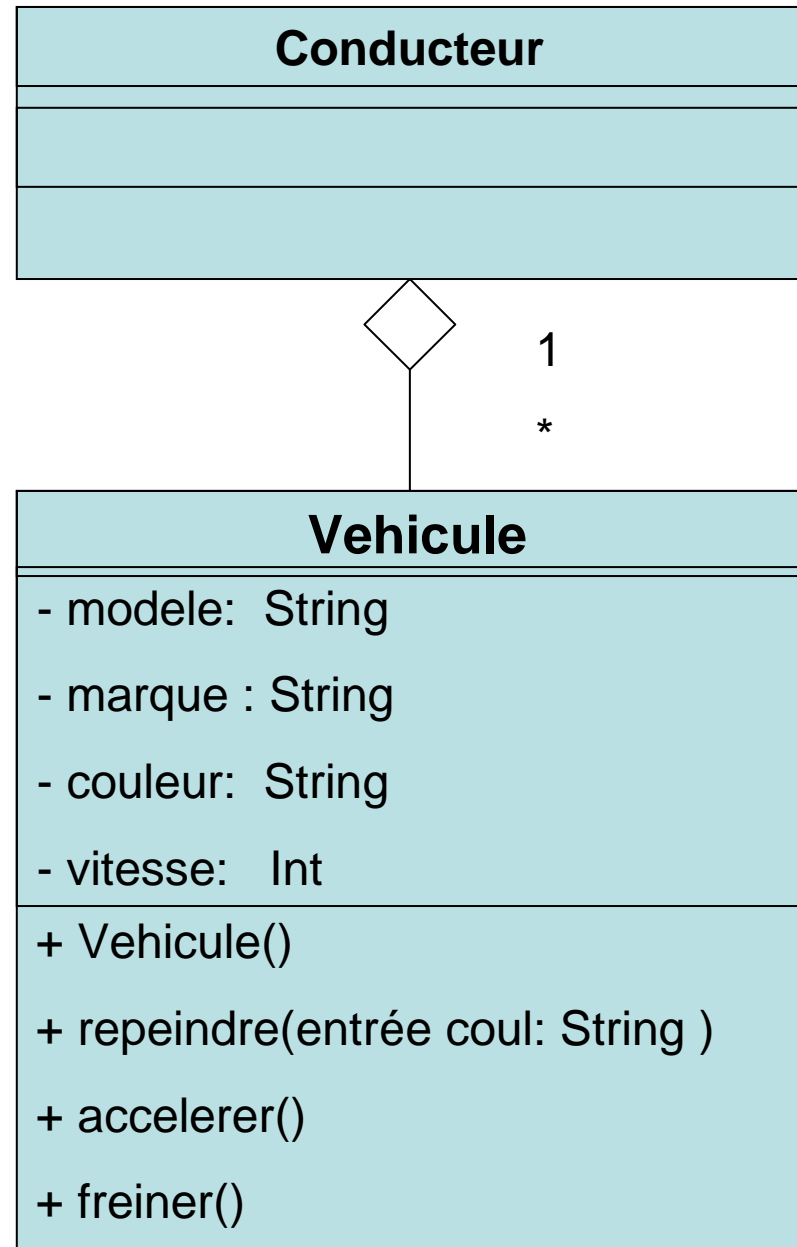 Conducteur
1
*
Vehicule
- modele: String
- marque : String
- couleur: String
- vitesse: Int
+ Vehicule()
+ repeindre(entrée coul: String )
+ accelerer()
+ freiner()